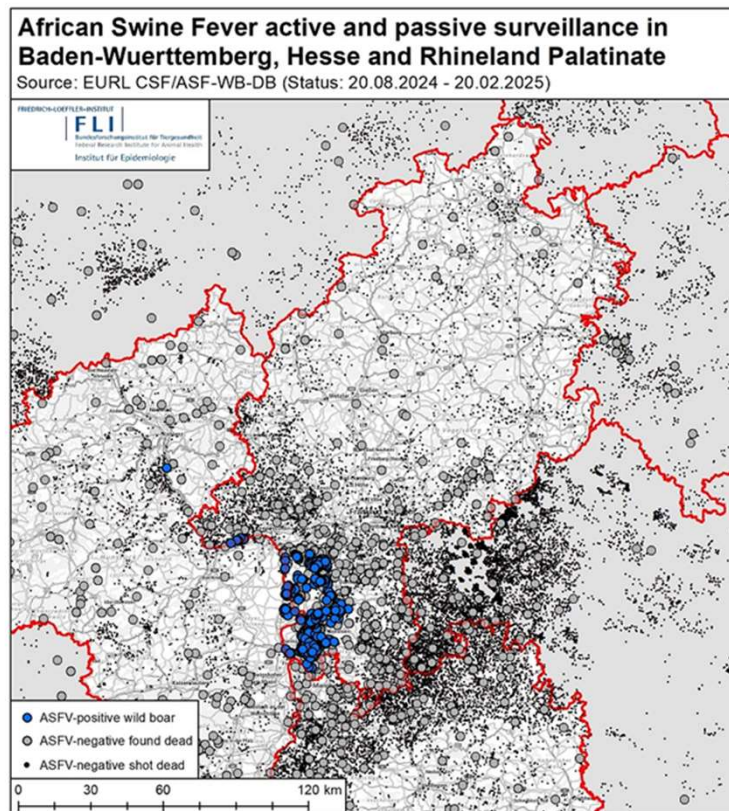 African Swine Fever active and passive surveillance in
Baden-Wuerttemberg, Hesse and Rhineland Palatinate
Source: EURL CSF/ASF-WB-DB (Status: 20.08.2024 - 20.02.2025)
FRIEDRICH-LOEFFLER-INSTITUT
FLI
Bundesforschungsinstitut für Tiergesundheit
Federal Research Institute for Animal Health
Institut für Epidemiologie
ASFV-positive wild boar
ASFV-negative found dead
ASFV-negative shot dead
0 30 60 120 km